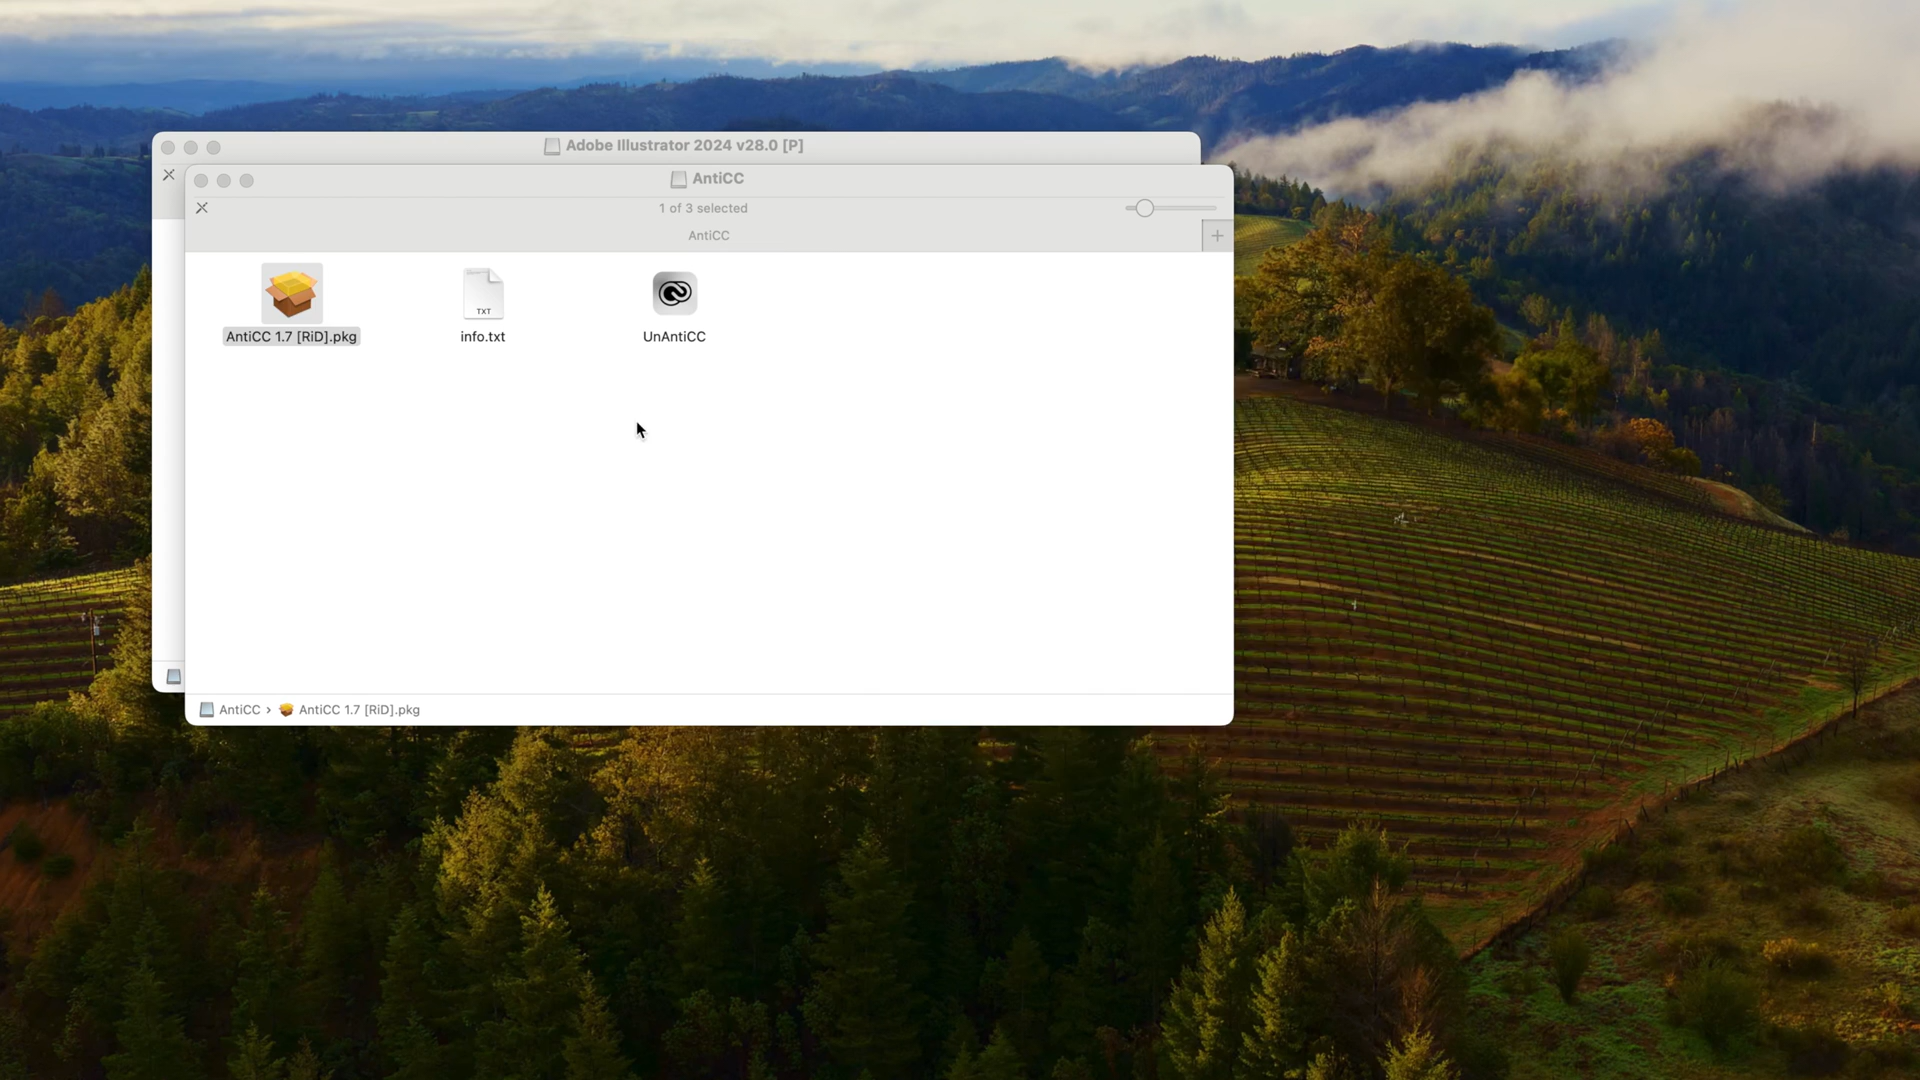 Adobe Illustrator 2024 v28.0 [P]
AntiCC
1 of 3 selected
AntiCC
TXT
AntiCC 1.7 [RiD].pkg
info.txt
UnAntiCC
AntiCC › AntiCC 1.7 [RiD].pkg